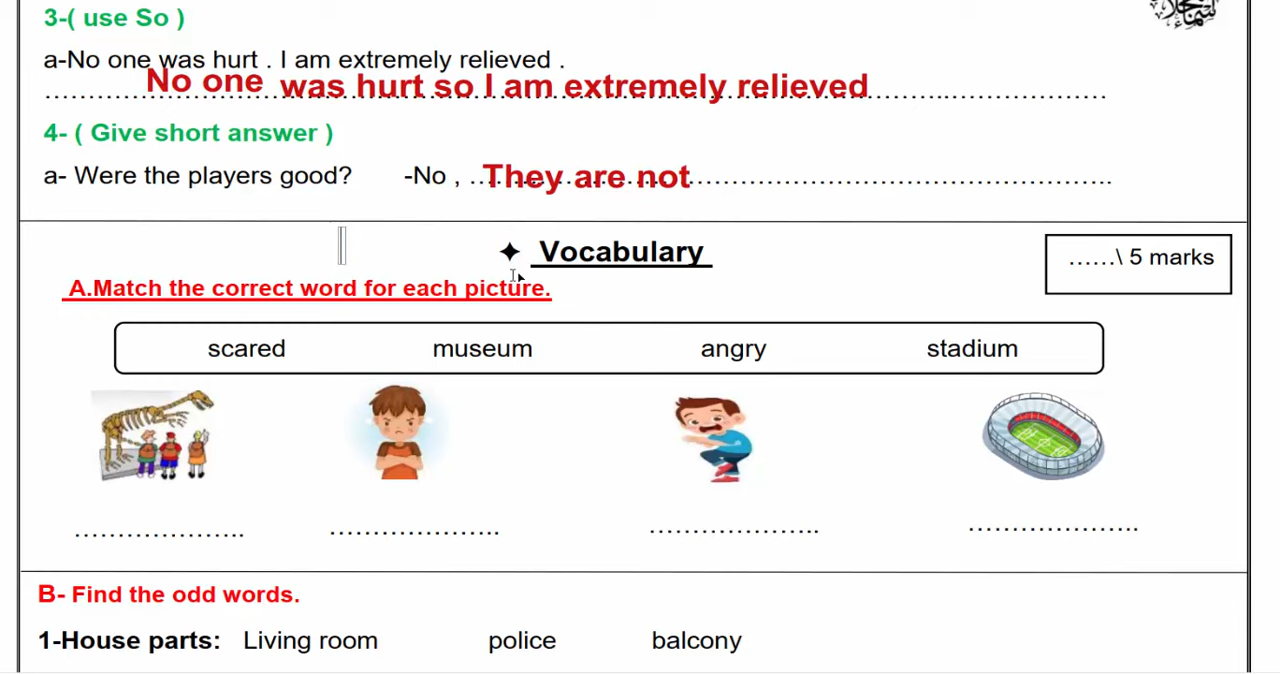 3-( use So )
a-No one was hurt . I am extremely relieved .
No one was hurt so I am extremely relieved
4- ( Give short answer )
a- Were the players good? -No , They are not
✦ Vocabulary
……\ 5 marks
A.Match the correct word for each picture.
scared museum angry stadium
B- Find the odd words.
1-House parts: Living room police balcony